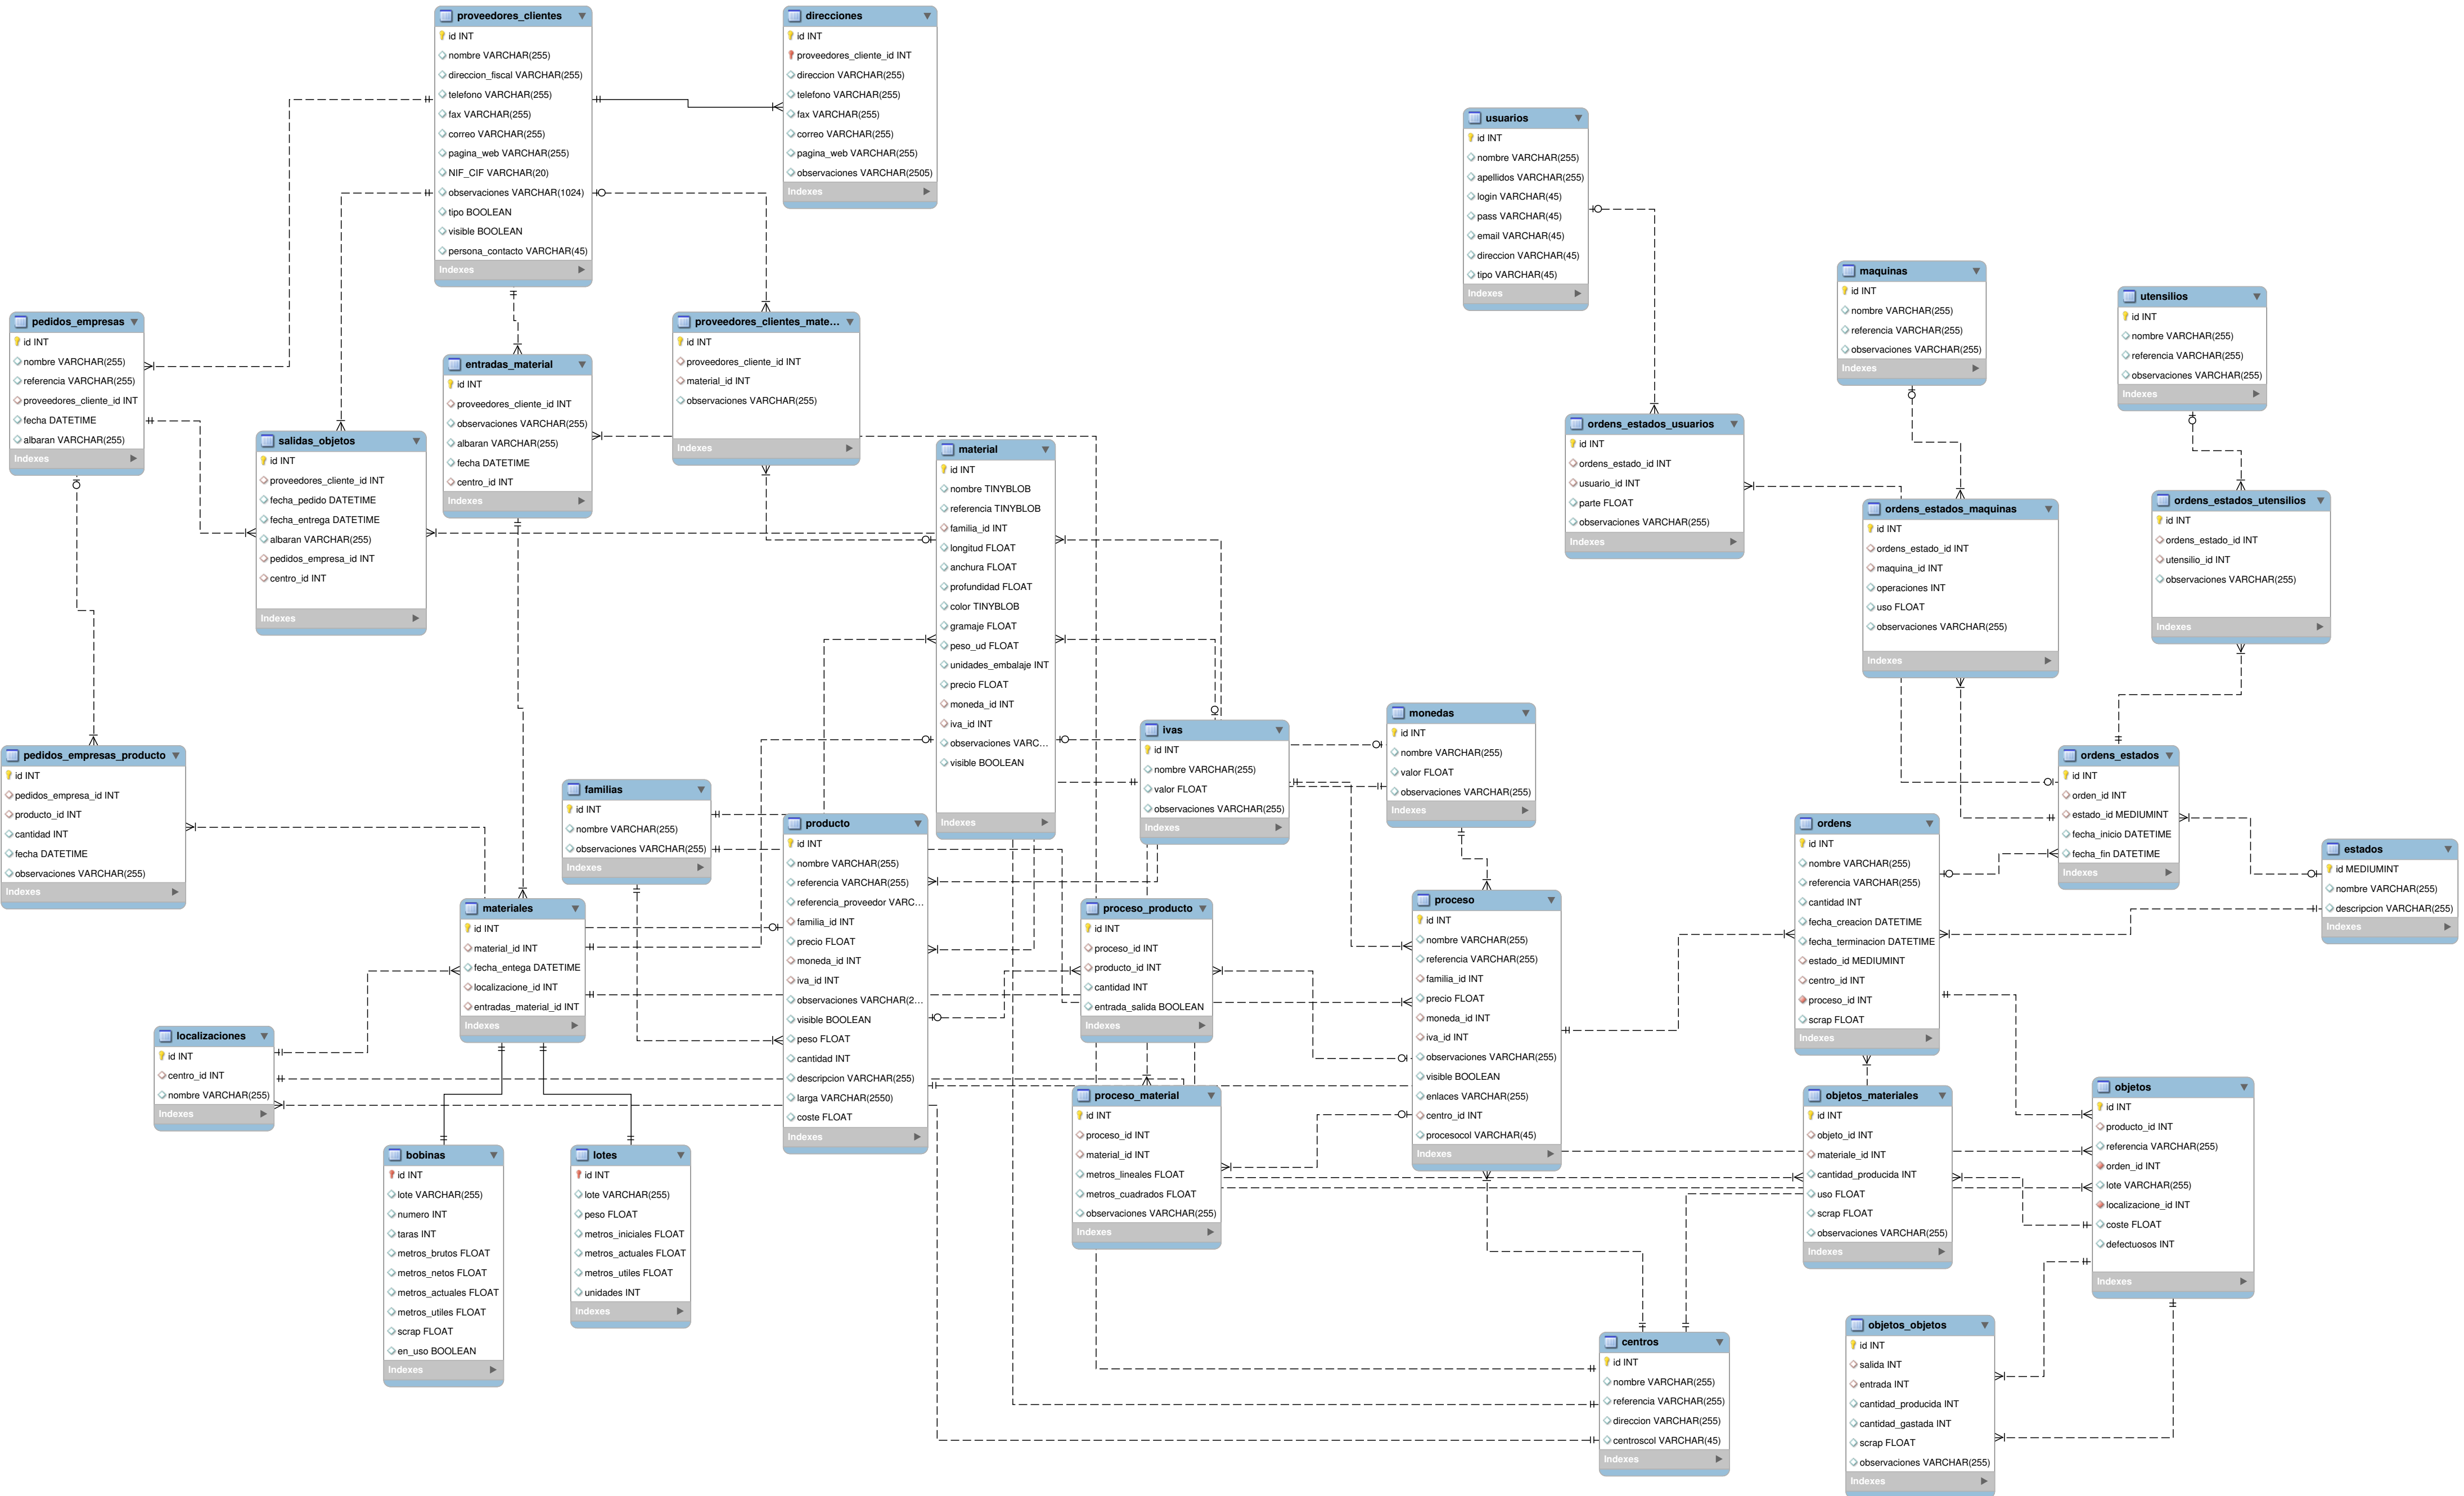 proveedores_clientes
id INT
nombre VARCHAR(255)
direccion_fiscal VARCHAR(255)
telefono VARCHAR(255)
fax VARCHAR(255)
correo VARCHAR(255)
pagina_web VARCHAR(255)
NIF_CIF VARCHAR(20)
observaciones VARCHAR(1024)
tipo BOOLEAN
visible BOOLEAN
persona_contacto VARCHAR(45)
Indexes
direcciones
id INT
proveedores_cliente_id INT
direccion VARCHAR(255)
telefono VARCHAR(255)
fax VARCHAR(255)
correo VARCHAR(255)
pagina_web VARCHAR(255)
observaciones VARCHAR(2505)
Indexes
usuarios
id INT
nombre VARCHAR(255)
apellidos VARCHAR(255)
login VARCHAR(45)
pass VARCHAR(45)
email VARCHAR(45)
direccion VARCHAR(45)
tipo VARCHAR(45)
Indexes
maquinas
id INT
nombre VARCHAR(255)
referencia VARCHAR(255)
observaciones VARCHAR(255)
Indexes
utensilios
id INT
nombre VARCHAR(255)
referencia VARCHAR(255)
observaciones VARCHAR(255)
Indexes
pedidos_empresas
id INT
nombre VARCHAR(255)
referencia VARCHAR(255)
proveedores_cliente_id INT
fecha DATETIME
albaran VARCHAR(255)
Indexes
salidas_objetos
id INT
proveedores_cliente_id INT
fecha_pedido DATETIME
fecha_entrega DATETIME
albaran VARCHAR(255)
pedidos_empresa_id INT
centro_id INT
Indexes
entradas_material
id INT
proveedores_cliente_id INT
observaciones VARCHAR(255)
albaran VARCHAR(255)
fecha DATETIME
centro_id INT
Indexes
proveedores_clientes_mate...
id INT
proveedores_cliente_id INT
material_id INT
observaciones VARCHAR(255)
Indexes
material
id INT
nombre TINYBLOB
referencia TINYBLOB
familia_id INT
longitud FLOAT
anchura FLOAT
profundidad FLOAT
color TINYBLOB
gramaje FLOAT
peso_ud FLOAT
unidades_embalaje INT
precio FLOAT
moneda_id INT
iva_id INT
observaciones VARC...
visible BOOLEAN
Indexes
ordens_estados_usuarios
id INT
ordens_estado_id INT
usuario_id INT
parte FLOAT
observaciones VARCHAR(255)
Indexes
ordens_estados_maquinas
id INT
ordens_estado_id INT
maquina_id INT
operaciones INT
uso FLOAT
observaciones VARCHAR(255)
Indexes
ordens_estados_utensilios
id INT
ordens_estado_id INT
utensilio_id INT
observaciones VARCHAR(255)
Indexes
pedidos_empresas_producto
id INT
pedidos_empresa_id INT
producto_id INT
cantidad INT
fecha DATETIME
observaciones VARCHAR(255)
Indexes
familias
id INT
nombre VARCHAR(255)
observaciones VARCHAR(255)
Indexes
ivas
id INT
nombre VARCHAR(255)
valor FLOAT
observaciones VARCHAR(255)
Indexes
monedas
id INT
nombre VARCHAR(255)
valor FLOAT
observaciones VARCHAR(255)
Indexes
ordens_estados
id INT
orden_id INT
estado_id MEDIUMINT
fecha_inicio DATETIME
fecha_fin DATETIME
Indexes
estados
id MEDIUMINT
nombre VARCHAR(255)
descripcion VARCHAR(255)
Indexes
producto
id INT
nombre VARCHAR(255)
referencia VARCHAR(255)
referencia_proveedor VARC...
familia_id INT
precio FLOAT
moneda_id INT
iva_id INT
observaciones VARCHAR(2...
visible BOOLEAN
peso FLOAT
cantidad INT
descripcion VARCHAR(255)
larga VARCHAR(2550)
coste FLOAT
Indexes
ordens
id INT
nombre VARCHAR(255)
referencia VARCHAR(255)
cantidad INT
fecha_creacion DATETIME
fecha_terminacion DATETIME
estado_id MEDIUMINT
centro_id INT
proceso_id INT
scrap FLOAT
Indexes
materiales
id INT
material_id INT
fecha_entega DATETIME
localizacione_id INT
entradas_material_id INT
Indexes
proceso_producto
id INT
proceso_id INT
producto_id INT
cantidad INT
entrada_salida BOOLEAN
Indexes
proceso
id INT
nombre VARCHAR(255)
referencia VARCHAR(255)
familia_id INT
precio FLOAT
moneda_id INT
iva_id INT
observaciones VARCHAR(255)
visible BOOLEAN
enlaces VARCHAR(255)
centro_id INT
procesocol VARCHAR(45)
Indexes
localizaciones
id INT
centro_id INT
nombre VARCHAR(255)
Indexes
proceso_material
id INT
proceso_id INT
material_id INT
metros_lineales FLOAT
metros_cuadrados FLOAT
observaciones VARCHAR(255)
Indexes
objetos_materiales
id INT
objeto_id INT
materiale_id INT
cantidad_producida INT
uso FLOAT
scrap FLOAT
observaciones VARCHAR(255)
Indexes
objetos
id INT
producto_id INT
referencia VARCHAR(255)
orden_id INT
lote VARCHAR(255)
localizacione_id INT
coste FLOAT
defectuosos INT
Indexes
bobinas
id INT
lote VARCHAR(255)
numero INT
taras INT
metros_brutos FLOAT
metros_netos FLOAT
metros_actuales FLOAT
metros_utiles FLOAT
scrap FLOAT
en_uso BOOLEAN
Indexes
lotes
id INT
lote VARCHAR(255)
peso FLOAT
metros_iniciales FLOAT
metros_actuales FLOAT
metros_utiles FLOAT
unidades INT
Indexes
centros
id INT
nombre VARCHAR(255)
referencia VARCHAR(255)
direccion VARCHAR(255)
centroscol VARCHAR(45)
Indexes
objetos_objetos
id INT
salida INT
entrada INT
cantidad_producida INT
cantidad_gastada INT
scrap FLOAT
observaciones VARCHAR(255)
Indexes